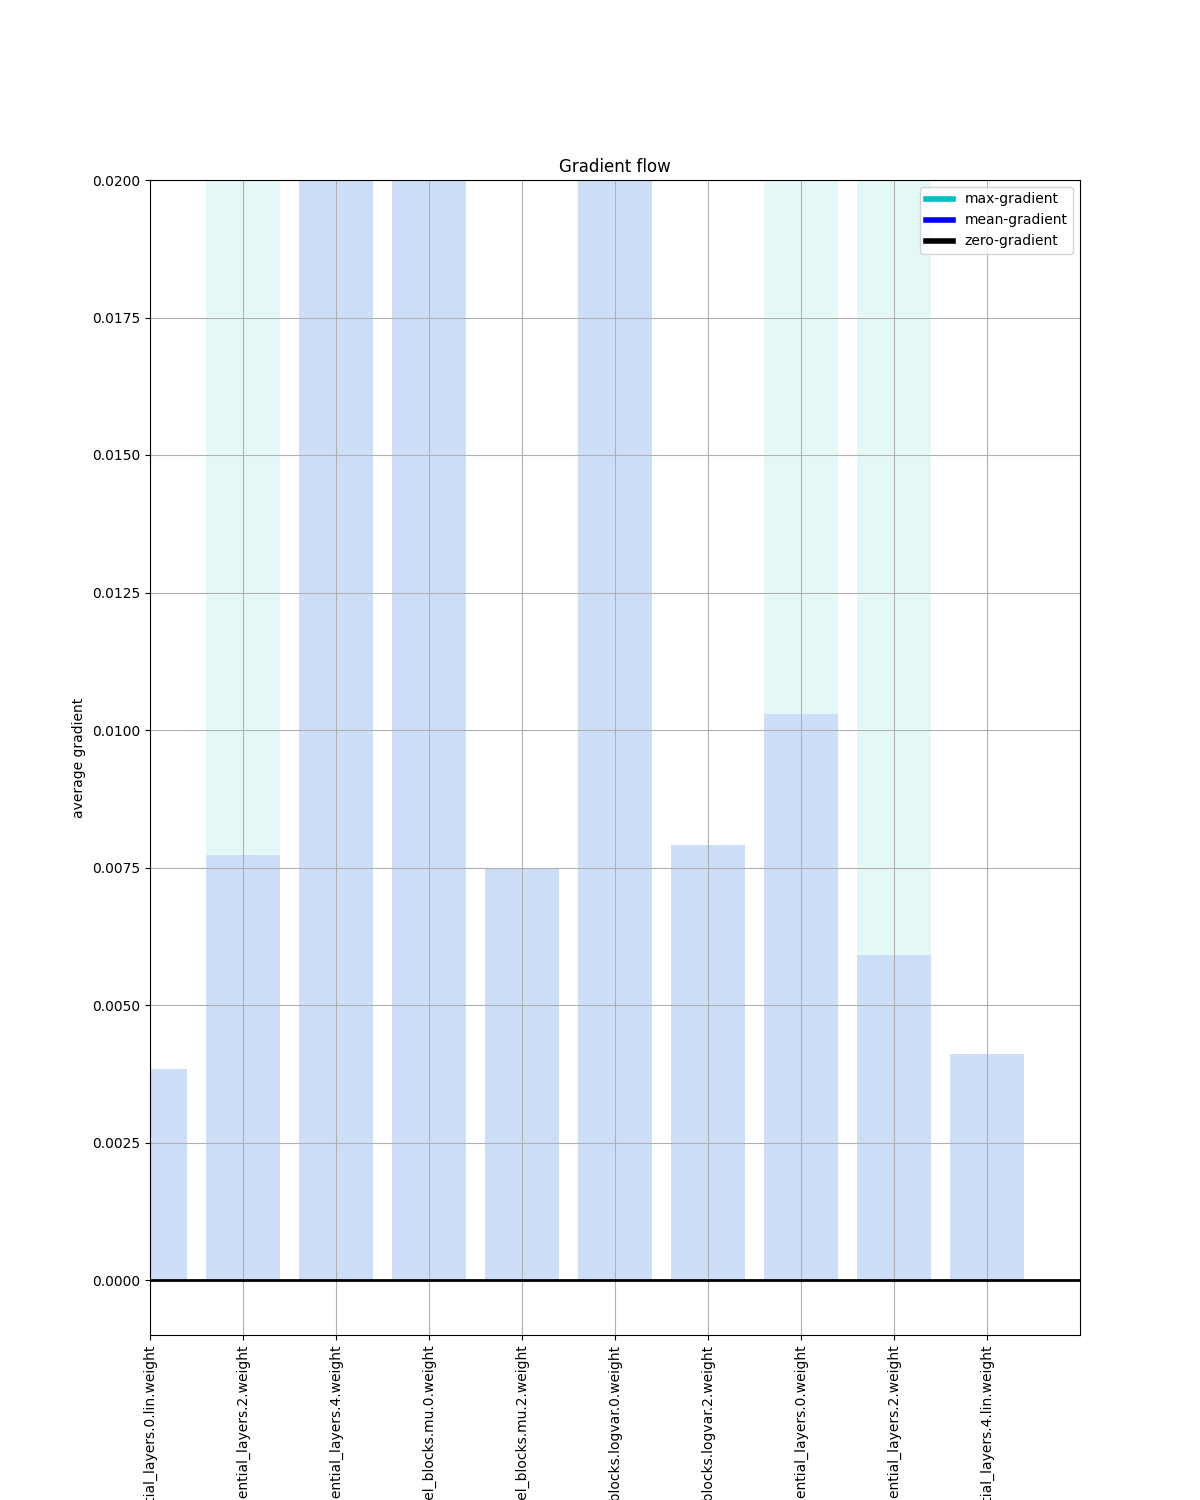 Gradient flow
max-gradient
mean-gradient
zero-gradient
average gradient
0.0200
0.0175
0.0150
0.0125
0.0100
0.0075
0.0050
0.0025
0.0000
tial_layers.0.lin.weight
ential_layers.2.weight
ential_layers.4.weight
el_blocks.mu.0.weight
el_blocks.mu.2.weight
blocks.logvar.0.weight
blocks.logvar.2.weight
ential_layers.0.weight
ential_layers.2.weight
tial_layers.4.lin.weight